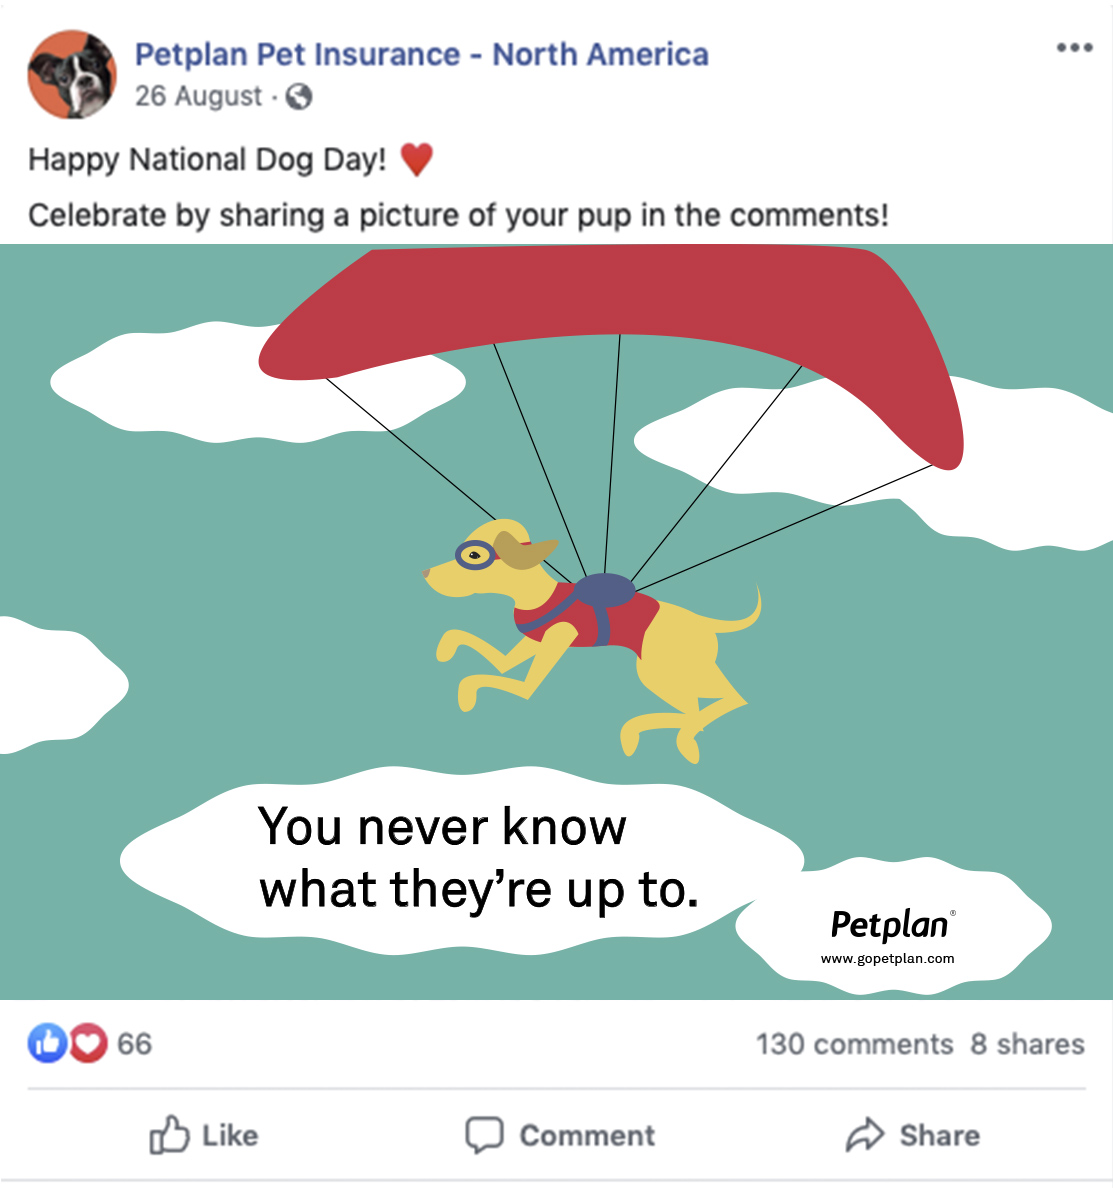 Petplan Pet Insurance - North America
26 August ·
Happy National Dog Day! ❤️
Celebrate by sharing a picture of your pup in the comments!
You never know
what they're up to.
Petplan®
www.gopetplan.com
66
130 comments 8 shares
Like Comment Share